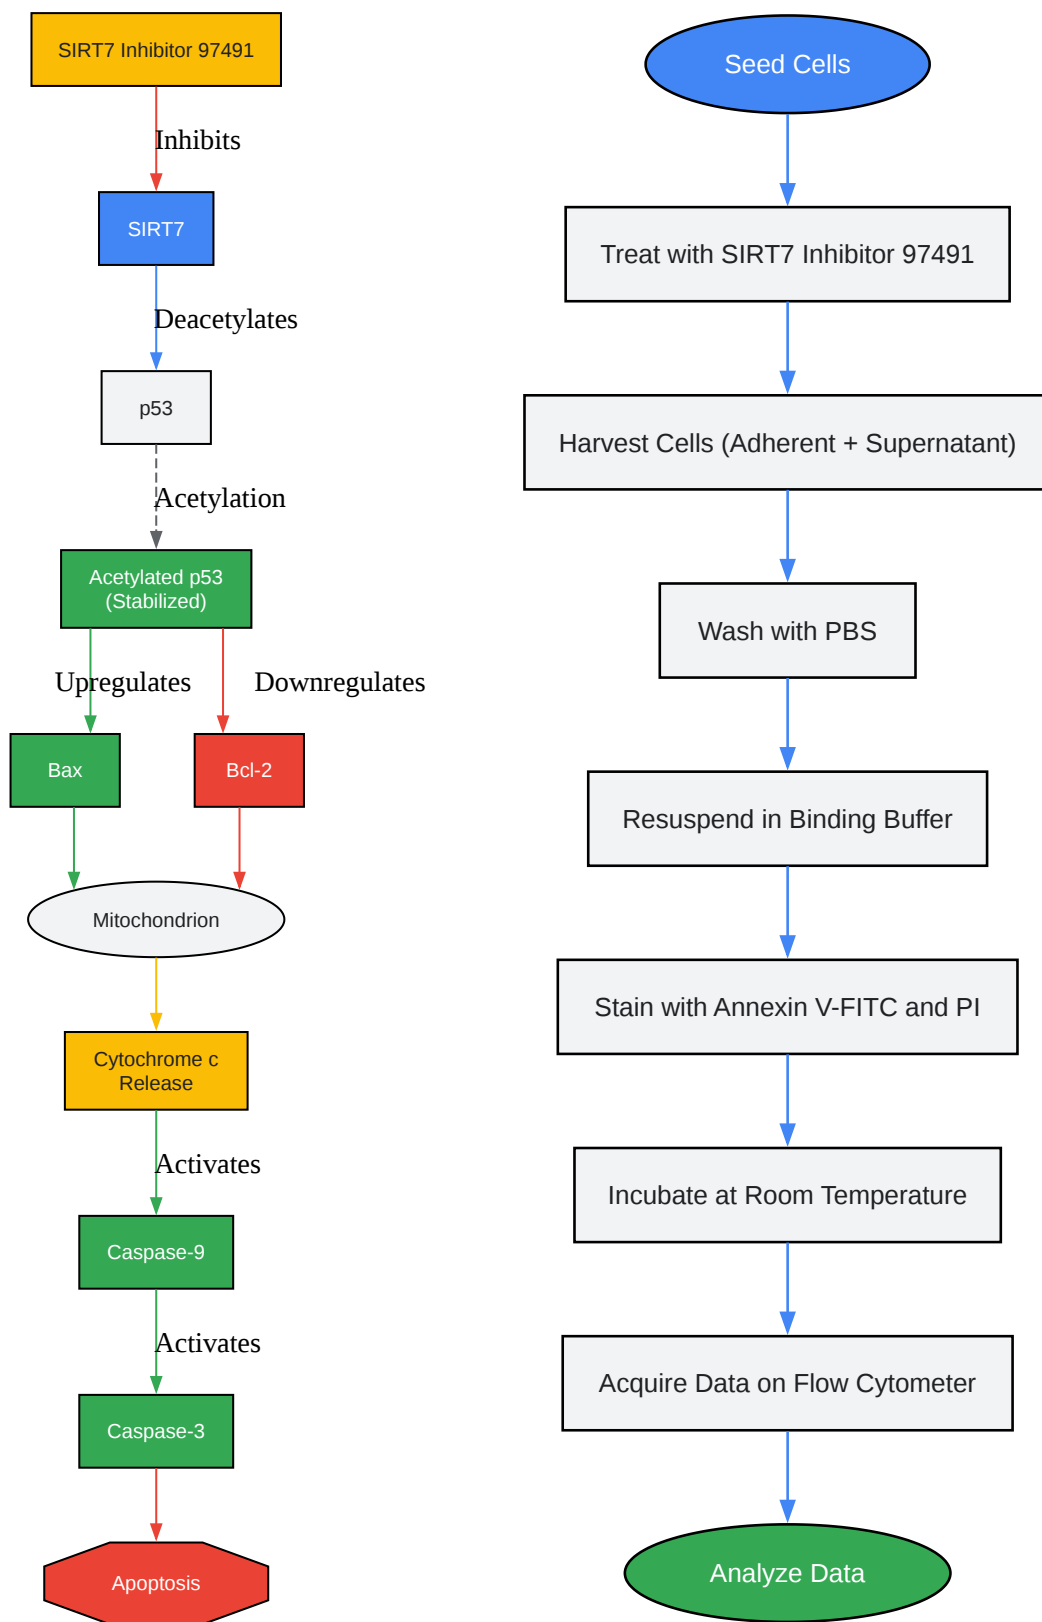 SIRT7 Inhibitor 97491
Inhibits
SIRT7
Deacetylates
p53
Acetylation
Acetylated p53
(Stabilized)
Upregulates
Downregulates
Bax
Bcl-2
Mitochondrion
Cytochrome c
Release
Activates
Caspase-9
Activates
Caspase-3
Apoptosis
Seed Cells
Treat with SIRT7 Inhibitor 97491
Harvest Cells (Adherent + Supernatant)
Wash with PBS
Resuspend in Binding Buffer
Stain with Annexin V-FITC and PI
Incubate at Room Temperature
Acquire Data on Flow Cytometer
Analyze Data